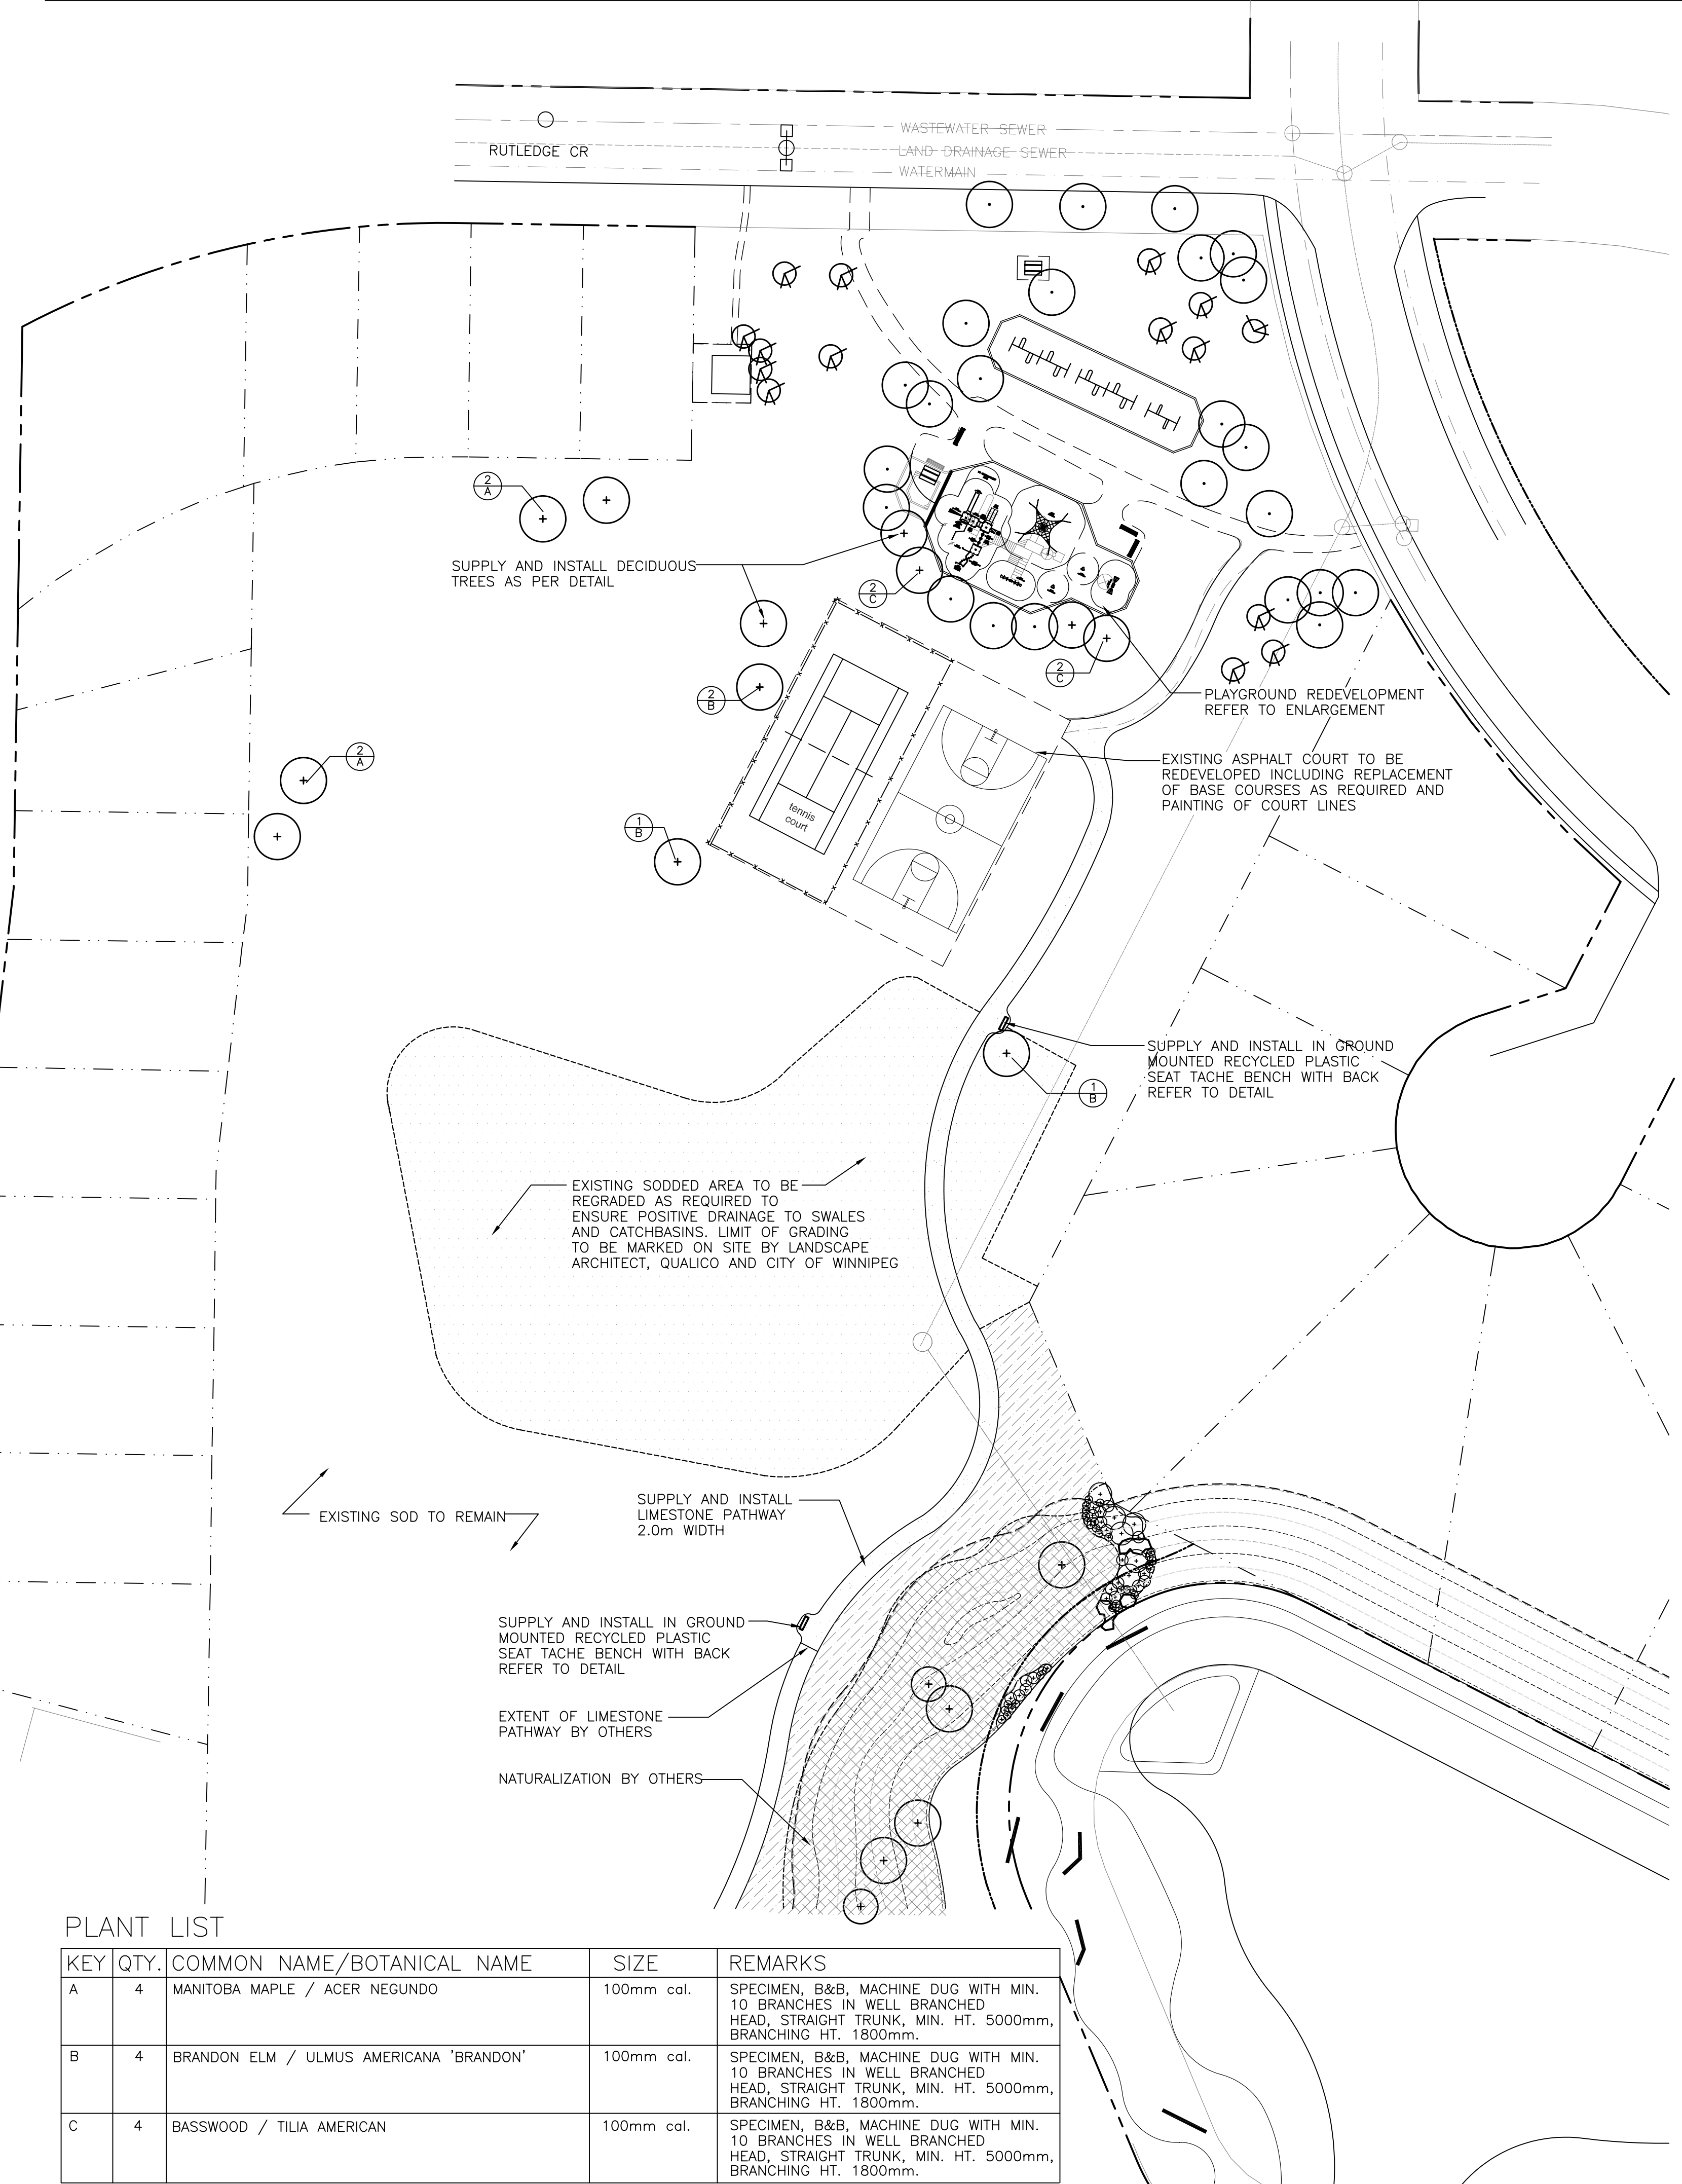 WASTEWATER SEWER
RUTLEDGE CR
LAND DRAINAGE SEWER
WATERMAIN
2
A
SUPPLY AND INSTALL DECIDUOUS
TREES AS PER DETAIL
2
C
2
C
2
B
PLAYGROUND REDEVELOPMENT
REFER TO ENLARGEMENT
2
A
EXISTING ASPHALT COURT TO BE
REDEVELOPED INCLUDING REPLACEMENT
OF BASE COURSES AS REQUIRED AND
PAINTING OF COURT LINES
tennis
court
1
B
SUPPLY AND INSTALL IN GROUND
MOUNTED RECYCLED PLASTIC
SEAT TACHE BENCH WITH BACK
REFER TO DETAIL
1
B
EXISTING SODDED AREA TO BE
REGRADED AS REQUIRED TO
ENSURE POSITIVE DRAINAGE TO SWALES
AND CATCHBASINS. LIMIT OF GRADING
TO BE MARKED ON SITE BY LANDSCAPE
ARCHITECT, QUALICO AND CITY OF WINNIPEG
EXISTING SOD TO REMAIN
SUPPLY AND INSTALL
LIMESTONE PATHWAY
2.0m WIDTH
SUPPLY AND INSTALL IN GROUND
MOUNTED RECYCLED PLASTIC
SEAT TACHE BENCH WITH BACK
REFER TO DETAIL
EXTENT OF LIMESTONE
PATHWAY BY OTHERS
NATURALIZATION BY OTHERS
PLANT LIST
KEY QTY. COMMON NAME/BOTANICAL NAME SIZE REMARKS
A 4 MANITOBA MAPLE / ACER NEGUNDO 100mm cal. SPECIMEN, B&B, MACHINE DUG WITH MIN.
10 BRANCHES IN WELL BRANCHED
HEAD, STRAIGHT TRUNK, MIN. HT. 5000mm,
BRANCHING HT. 1800mm.
B 4 BRANDON ELM / ULMUS AMERICANA 'BRANDON' 100mm cal. SPECIMEN, B&B, MACHINE DUG WITH MIN.
10 BRANCHES IN WELL BRANCHED
HEAD, STRAIGHT TRUNK, MIN. HT. 5000mm,
BRANCHING HT. 1800mm.
C 4 BASSWOOD / TILIA AMERICAN 100mm cal. SPECIMEN, B&B, MACHINE DUG WITH MIN.
10 BRANCHES IN WELL BRANCHED
HEAD, STRAIGHT TRUNK, MIN. HT. 5000mm,
BRANCHING HT. 1800mm.